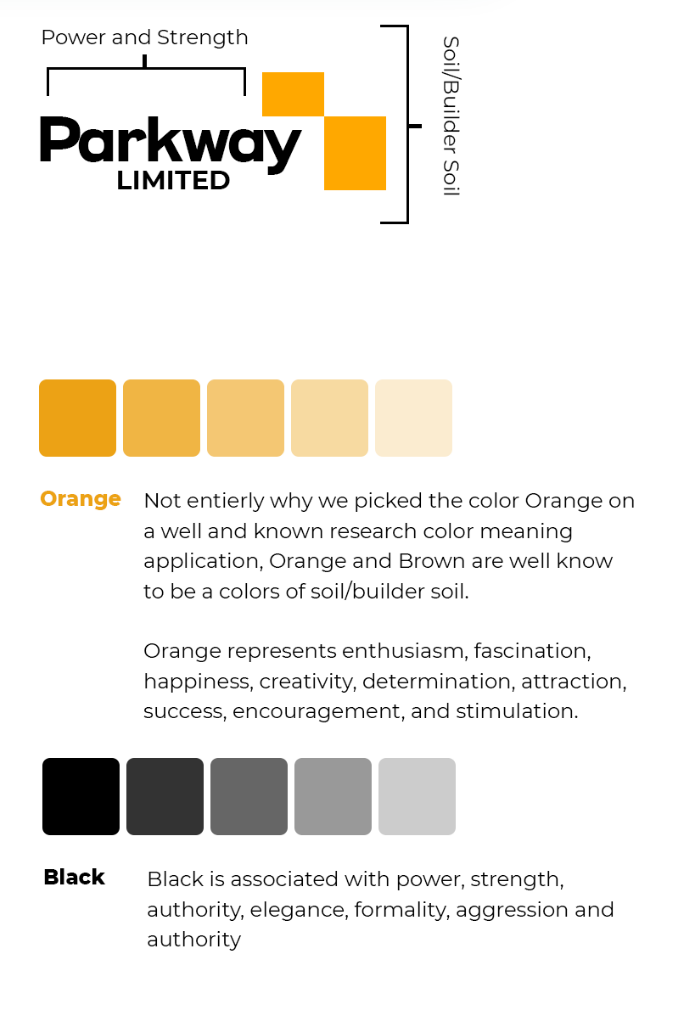 Power and Strength
Soil/Builder Soil
Parkway
LIMITED
Orange
Not entierly why we picked the color Orange on
a well and known research color meaning
application, Orange and Brown are well know
to be a colors of soil/builder soil.
Orange represents enthusiasm, fascination,
happiness, creativity, determination, attraction,
success, encouragement, and stimulation.
Black
Black is associated with power, strength,
authority, elegance, formality, aggression and
authority